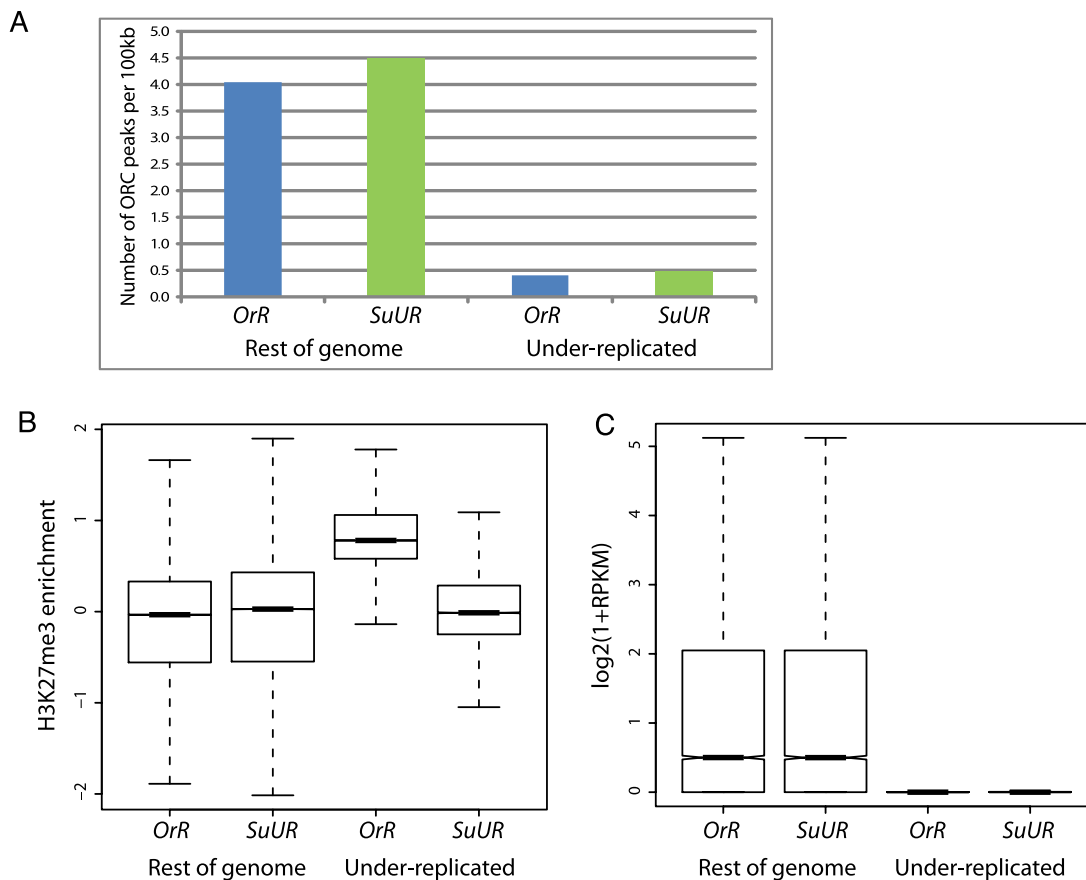 A
Number of ORC peaks per 100kb
5.0
4.5
4.0
3.5
3.0
2.5
2.0
1.5
1.0
0.5
0.0
OrR SuUR OrR SuUR
Rest of genome Under-replicated
B
H3K27me3 enrichment
2
1
0
−1
−2
OrR SuUR OrR SuUR
Rest of genome Under-replicated
C
log2(1+RPKM)
5
4
3
2
1
0
OrR SuUR OrR SuUR
Rest of genome Under-replicated